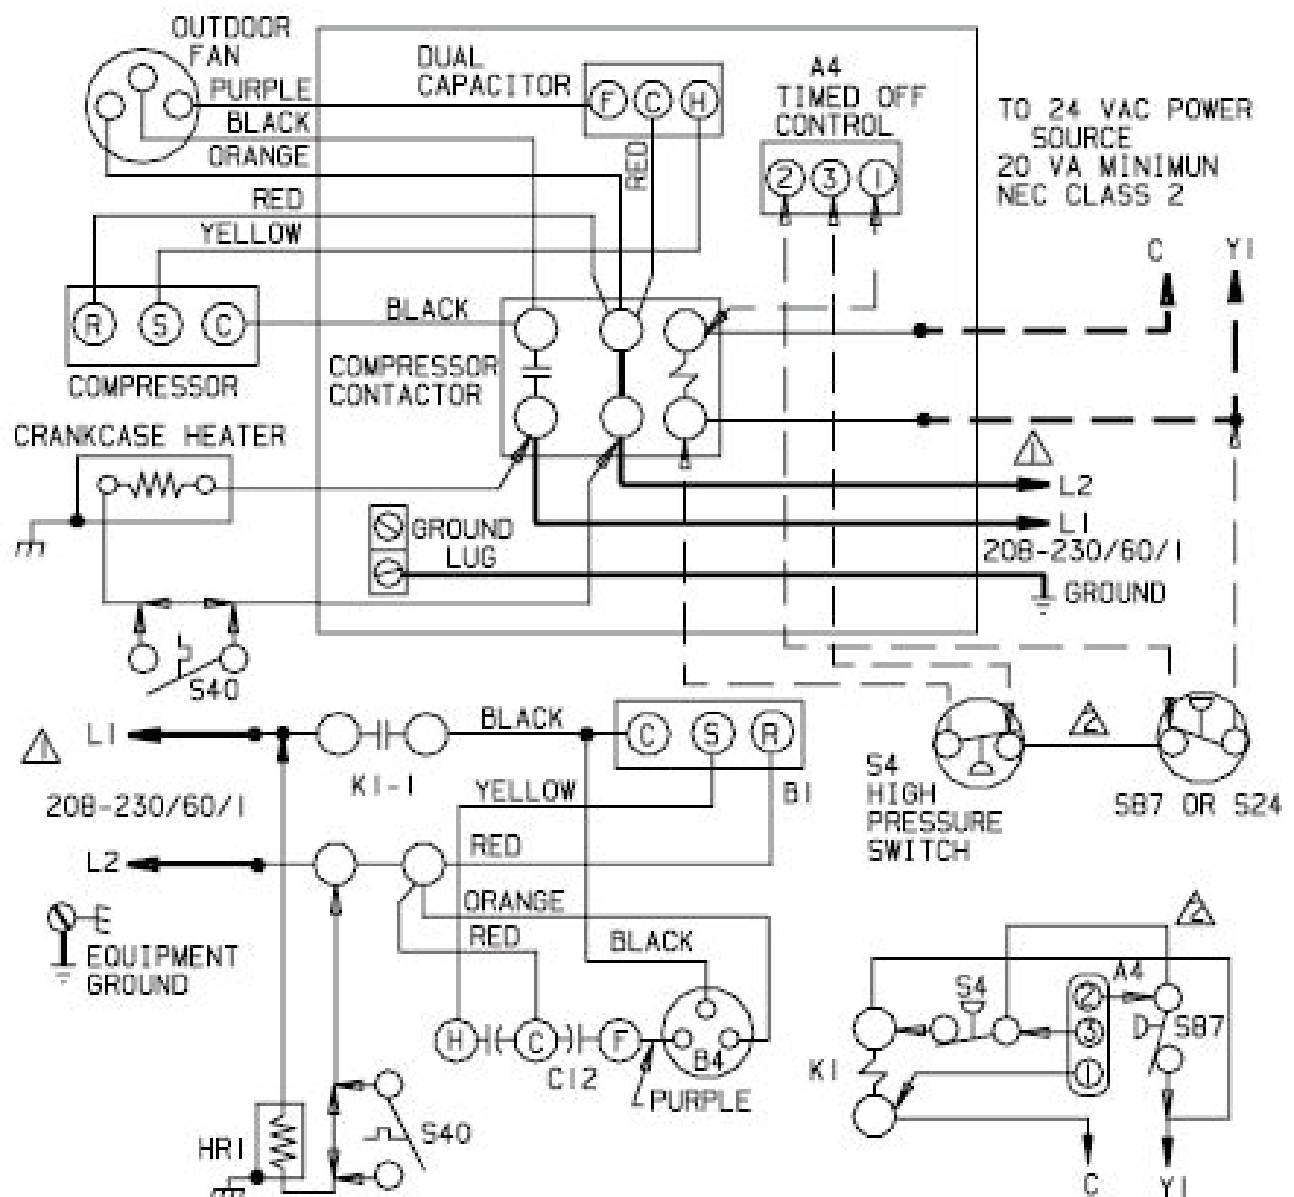 OUTDOOR
FAN
PURPLE
BLACK
ORANGE
RED
YELLOW
DUAL
CAPACITOR
F C H
RED
A4
TIMED OFF
CONTROL
2 3 1
TO 24 VAC POWER
SOURCE
20 VA MINIMUN
NEC CLASS 2
C
Y1
R S C
COMPRESSOR
BLACK
COMPRESSOR
CONTACTOR
CRANKCASE HEATER
GROUND
LUG
1
L2
L1
208-230/60/1
GROUND
S40
1
L1
K1-1
BLACK
C S R
B1
208-230/60/1
YELLOW
L2
RED
ORANGE
RED
BLACK
EQUIPMENT
GROUND
H C F
C12
B4
PURPLE
HR1
S40
S4
HIGH
PRESSURE
SWITCH
2
S87 OR S24
2
A4
S4
2
3
1
S87
K1
C
Y1